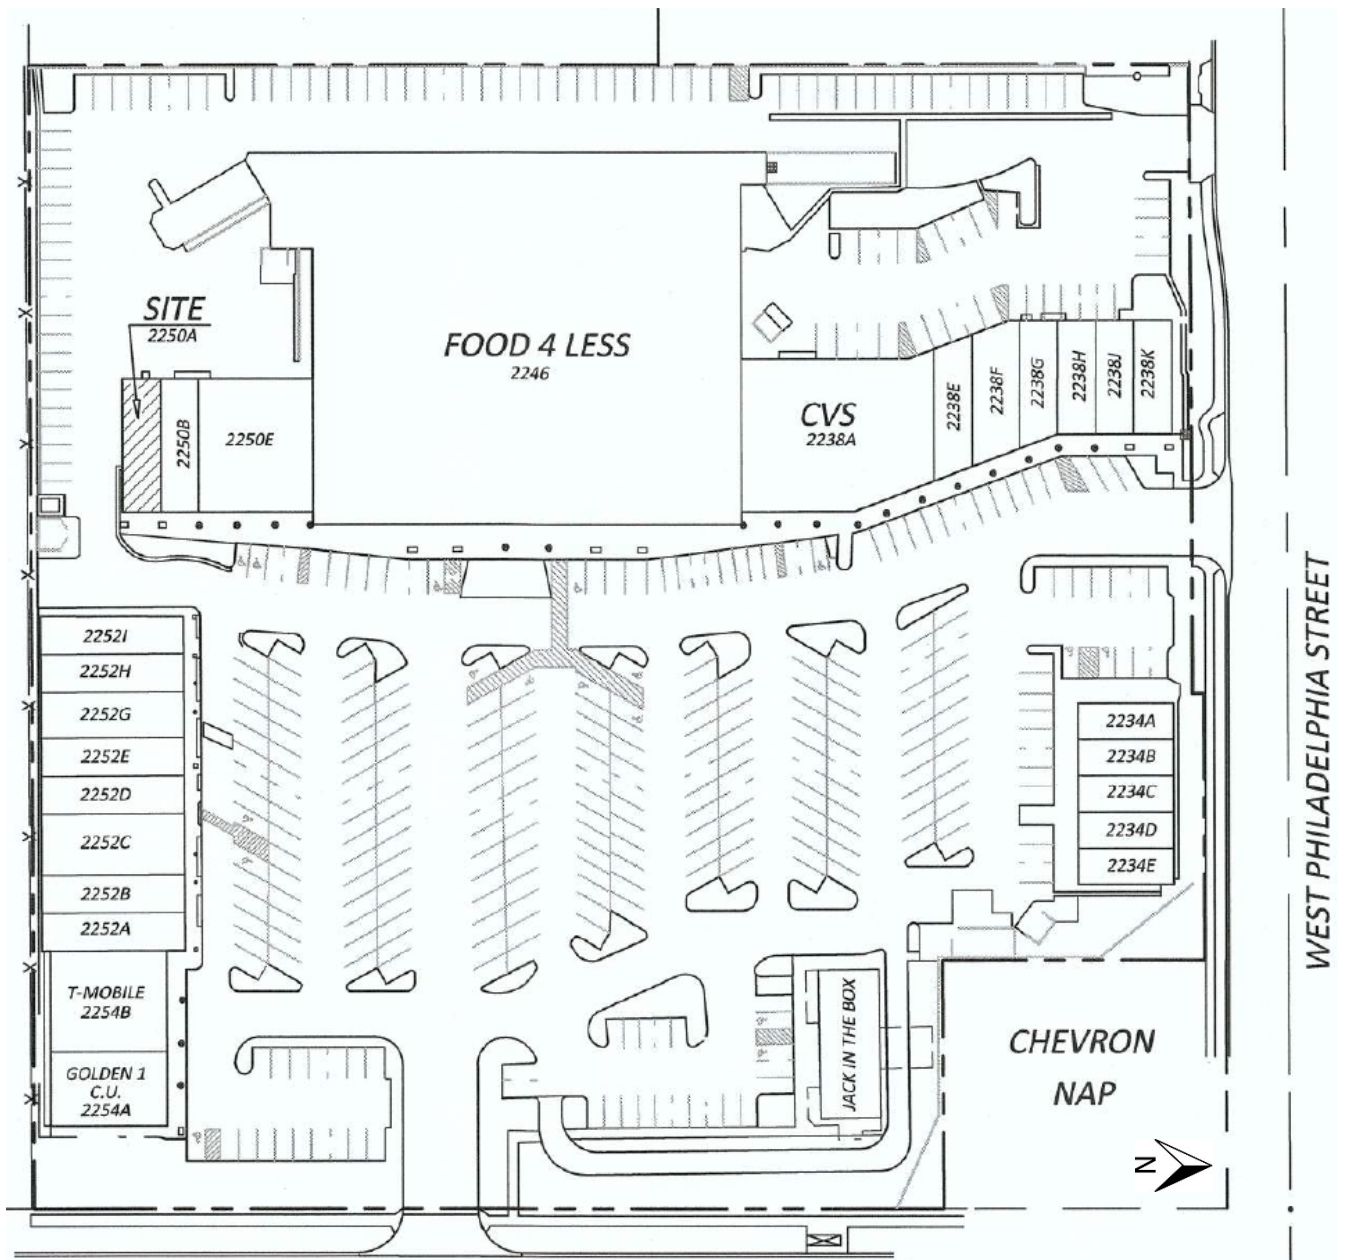 SITE
2250A
2250B
2250E
FOOD 4 LESS
2246
CVS
2238A
2238E
2238F
2238G
2238H
2238J
2238K
2252I
2252H
2252G
2252E
2252D
2252C
2252B
2252A
T-MOBILE
2254B
GOLDEN 1
C.U.
2254A
2234A
2234B
2234C
2234D
2234E
JACK IN THE BOX
CHEVRON
NAP
N
WEST PHILADELPHIA STREET